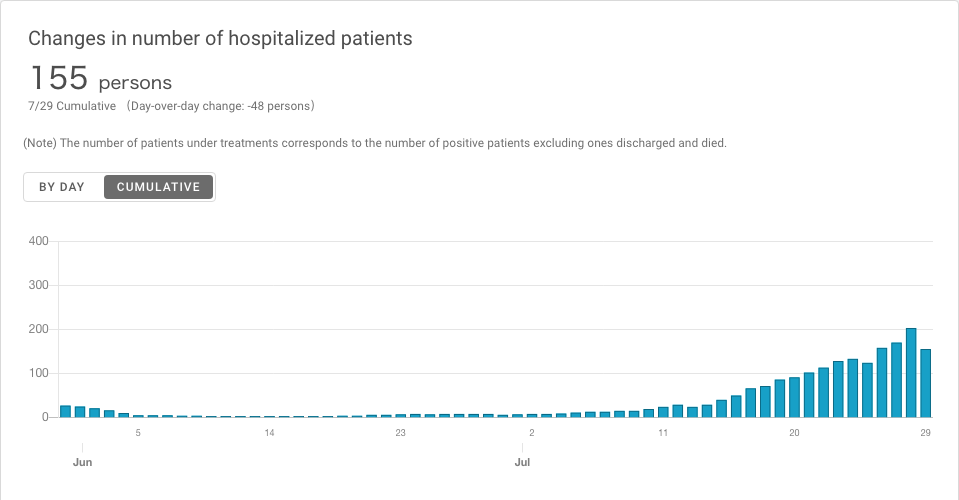 Changes in number of hospitalized patients
155 persons
7/29 Cumulative （Day-over-day change: -48 persons）
(Note) The number of patients under treatments corresponds to the number of positive patients excluding ones discharged and died.
BY DAY CUMULATIVE
400
300
200
100
0
5 14 23 2 11 20 29
Jun Jul